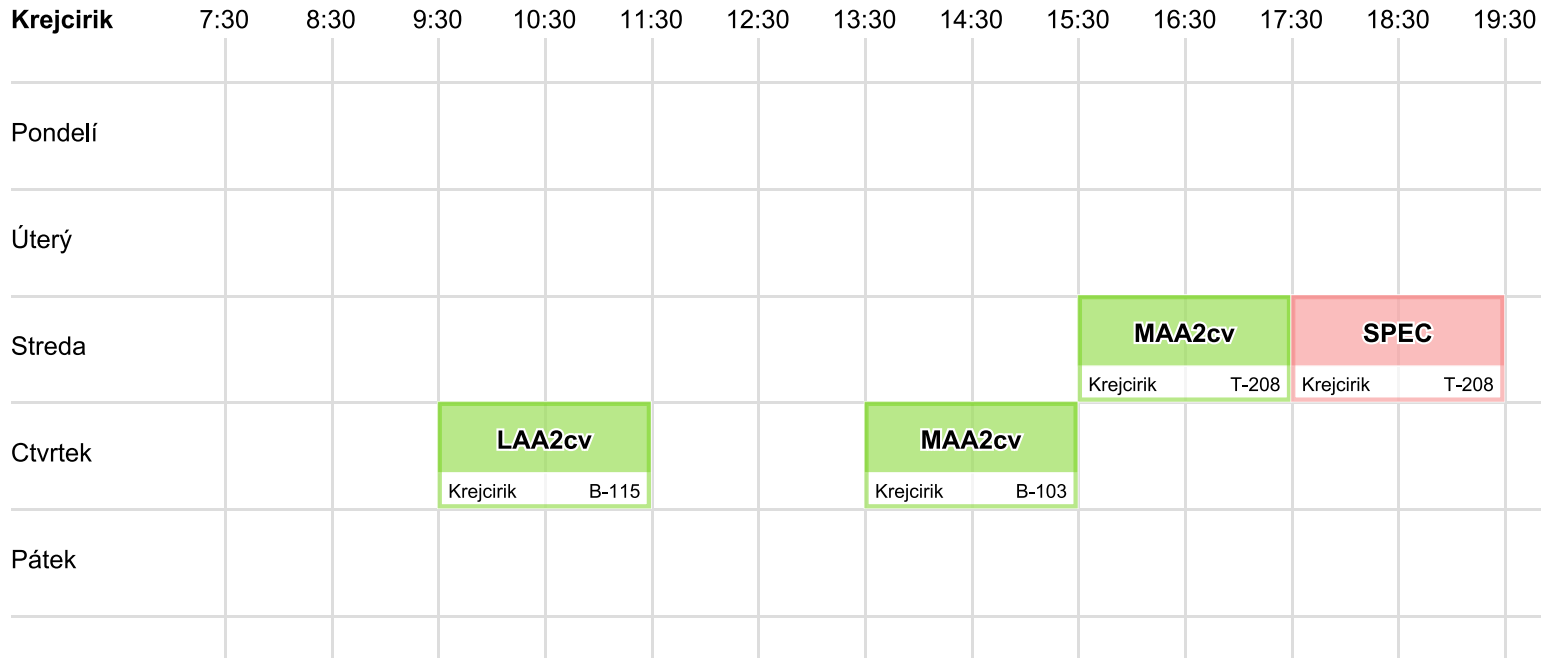 Krejcirik 7:30 8:30 9:30 10:30 11:30 12:30 13:30 14:30 15:30 16:30 17:30 18:30 19:30
Pondelí
Úterý
Streda
MAA2cv SPEC
Krejcirik T-208 Krejcirik T-208
Ctvrtek
LAA2cv MAA2cv
Krejcirik B-115 Krejcirik B-103
Pátek